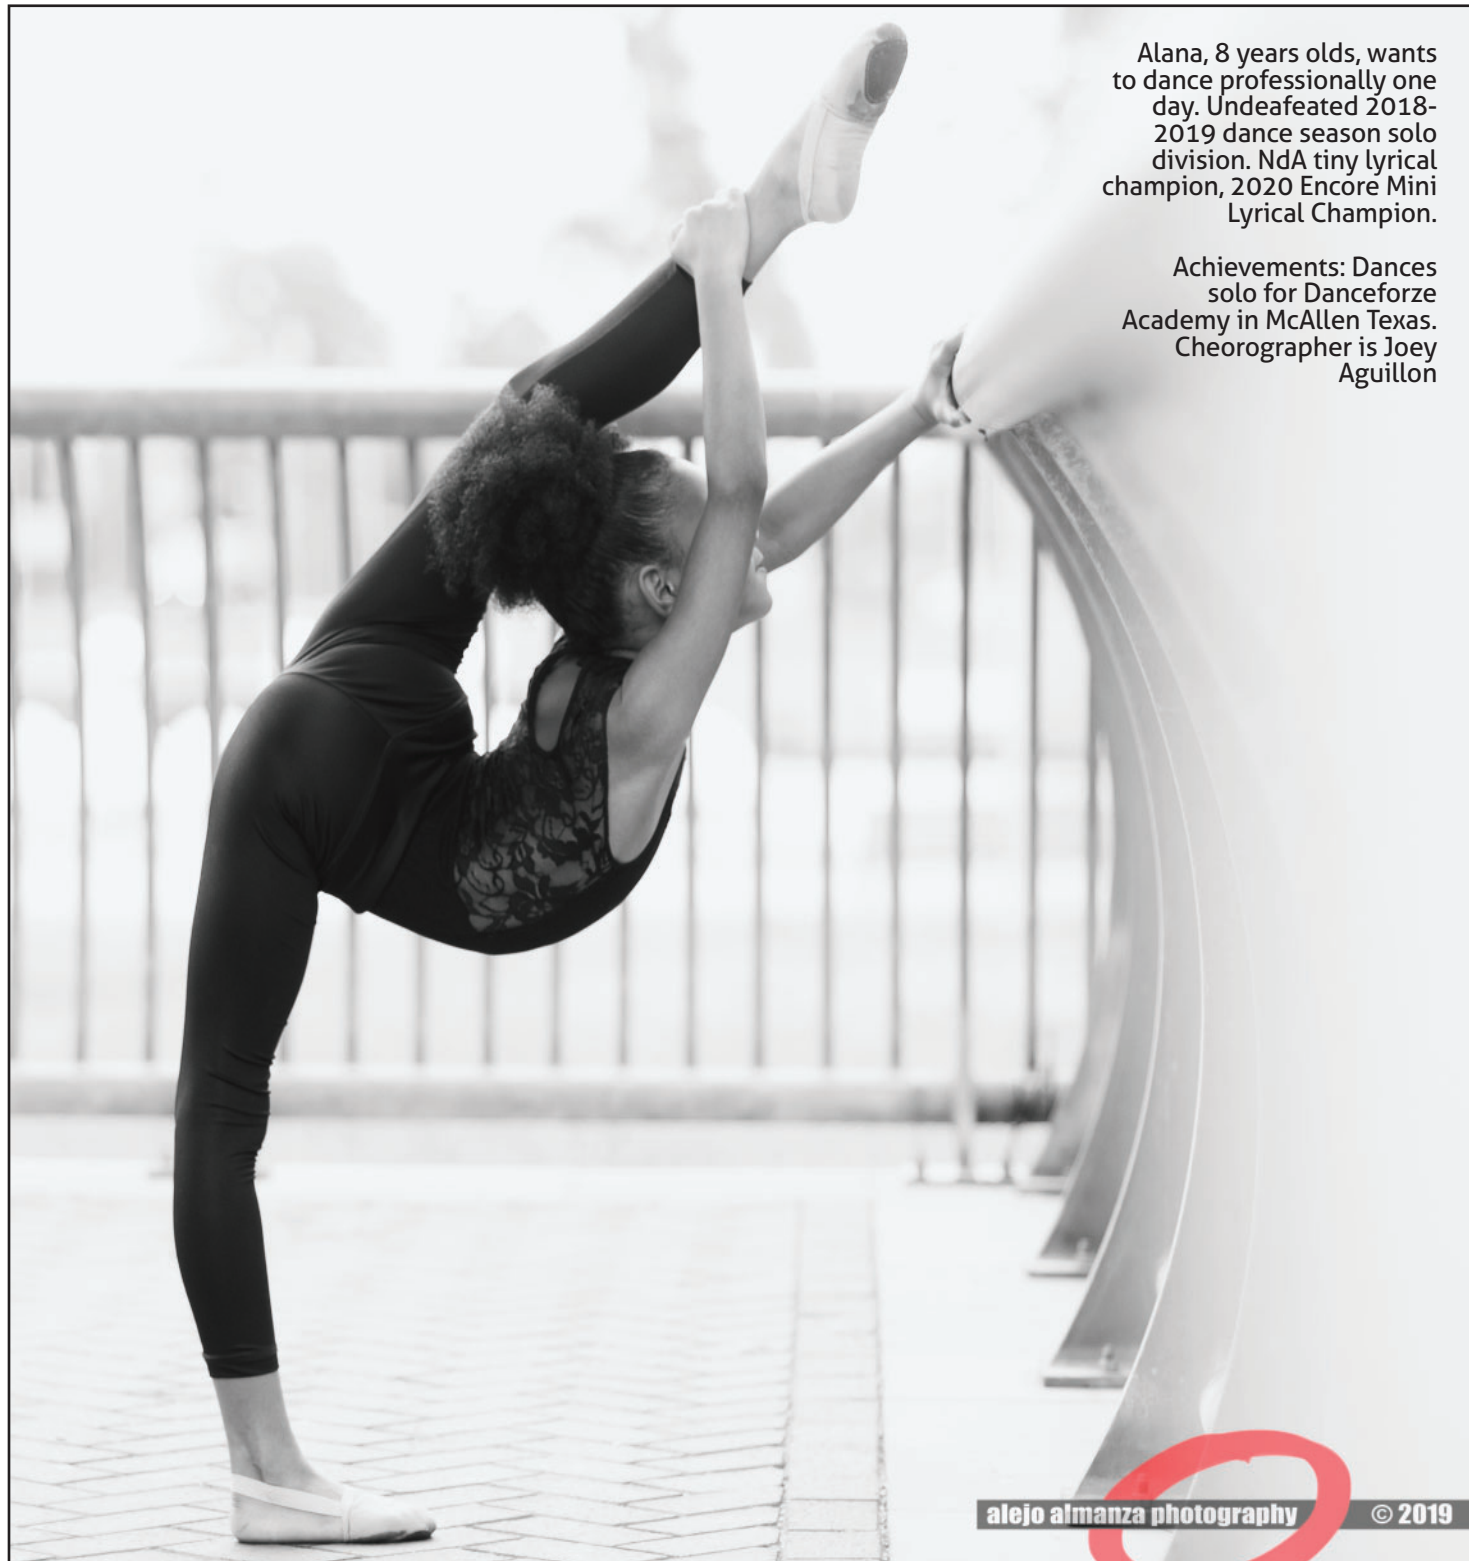 Alana, 8 years olds, wants
to dance professionally one
day. Undeafeated 2018-
2019 dance season solo
division. NdA tiny lyrical
champion, 2020 Encore Mini
Lyrical Champion.
Achievements: Dances
solo for Danceforze
Academy in McAllen Texas.
Cheorographer is Joey
Aguillon
alejo almanza photography © 2019